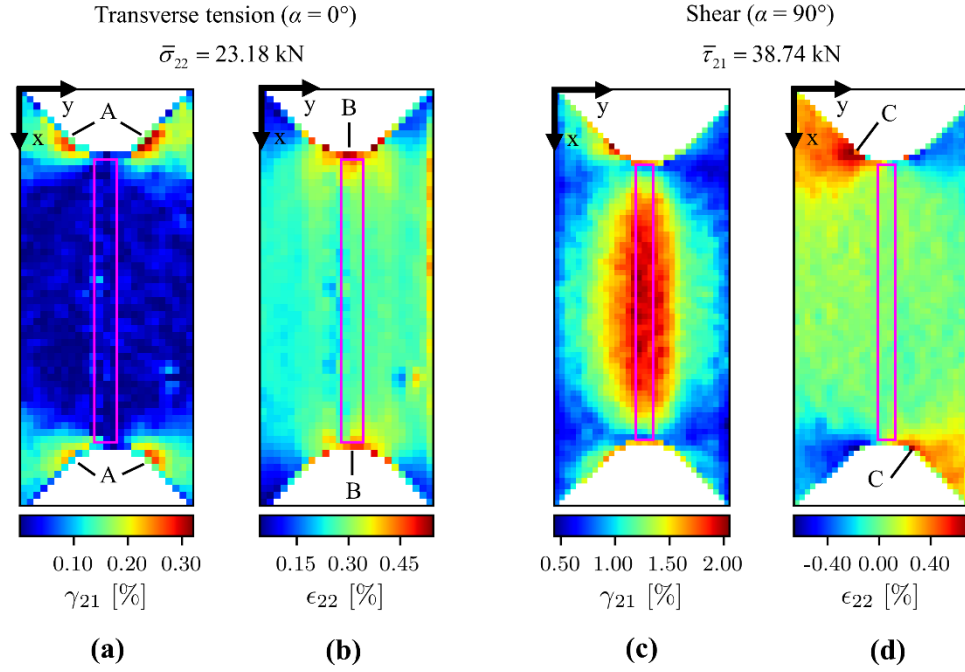 Transverse tension (α = 0°)
Shear (α = 90°)
σ̅₂₂ = 23.18 kN
τ̅₂₁ = 38.74 kN
y
x
A
A
y
x
B
B
y
x
y
x
C
C
0.10 0.20 0.30
γ₂₁ [%]
0.15 0.30 0.45
ϵ₂₂ [%]
0.50 1.00 1.50 2.00
γ₂₁ [%]
-0.40 0.00 0.40
ϵ₂₂ [%]
(a)
(b)
(c)
(d)